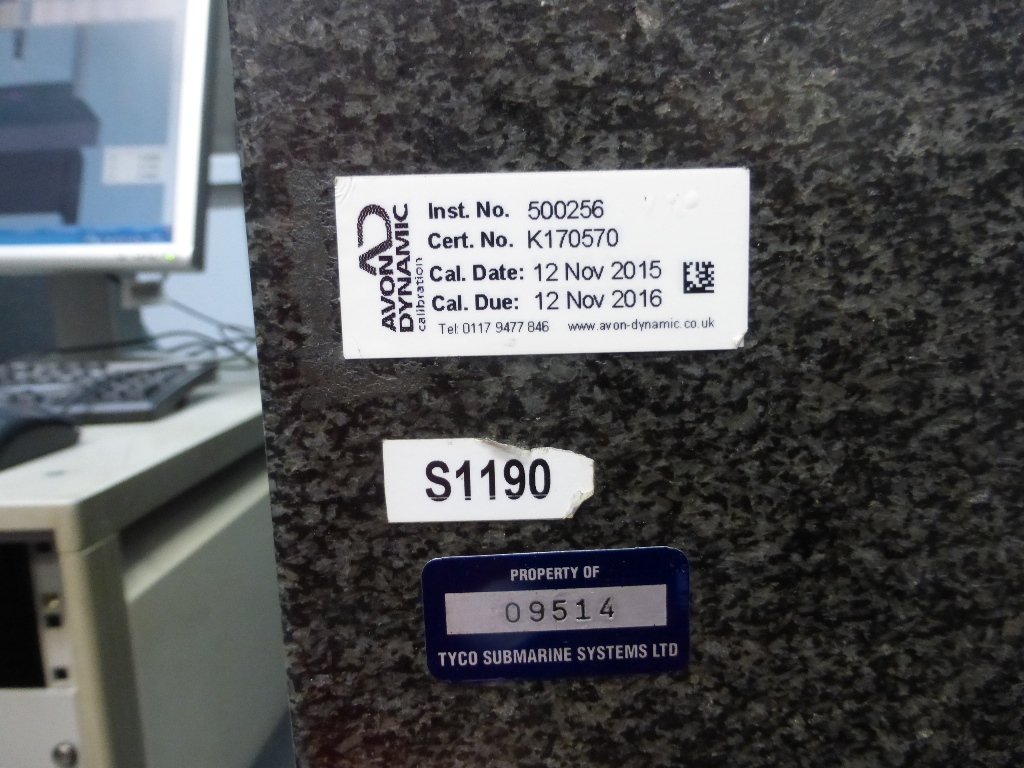 AVON
DYNAMIC
calibration
Inst. No. 500256
Cert. No. K170570
Cal. Date: 12 Nov 2015
Cal. Due: 12 Nov 2016
Tel: 0117 9477 846 www.avon-dynamic.co.uk
S1190
PROPERTY OF
09514
TYCO SUBMARINE SYSTEMS LTD